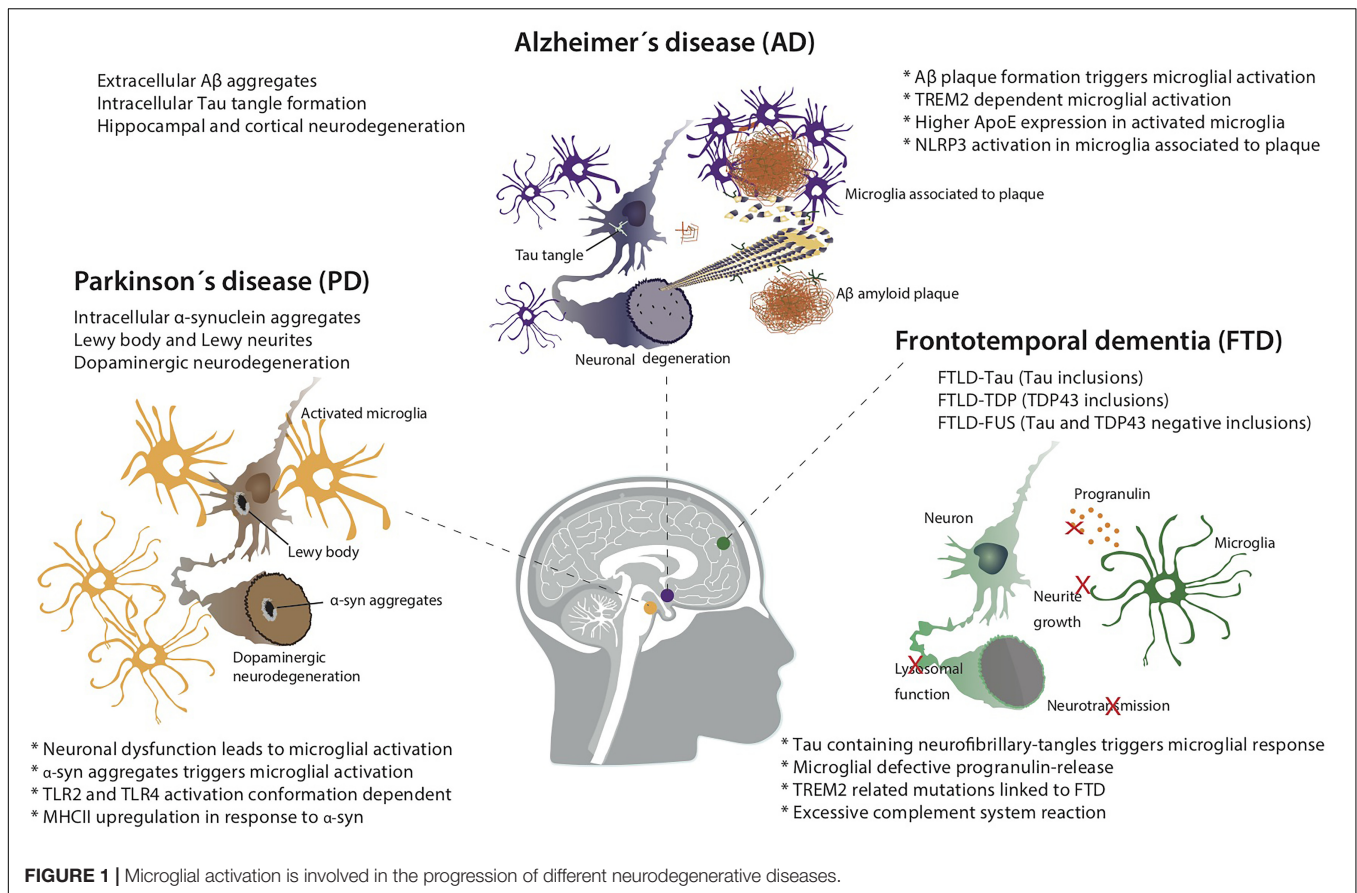 Alzheimer´s disease (AD)
Extracellular Aβ aggregates
Intracellular Tau tangle formation
Hippocampal and cortical neurodegeneration
* Aβ plaque formation triggers microglial activation
* TREM2 dependent microglial activation
* Higher ApoE expression in activated microglia
* NLRP3 activation in microglia associated to plaque
Microglia associated to plaque
Tau tangle
Aβ amyloid plaque
Neuronal degeneration
Parkinson´s disease (PD)
Intracellular α-synuclein aggregates
Lewy body and Lewy neurites
Dopaminergic neurodegeneration
Activated microglia
Lewy body
α-syn aggregates
Dopaminergic
neurodegeneration
* Neuronal dysfunction leads to microglial activation
* α-syn aggregates triggers microglial activation
* TLR2 and TLR4 activation conformation dependent
* MHCII upregulation in response to α-syn
Frontotemporal dementia (FTD)
FTLD-Tau (Tau inclusions)
FTLD-TDP (TDP43 inclusions)
FTLD-FUS (Tau and TDP43 negative inclusions)
Progranulin
Neuron
Microglia
Neurite
growth
Lysosomal
function
Neurotransmission
* Tau containing neurofibrillary-tangles triggers microglial response
* Microglial defective progranulin-release
* TREM2 related mutations linked to FTD
* Excessive complement system reaction
FIGURE 1 | Microglial activation is involved in the progression of different neurodegenerative diseases.